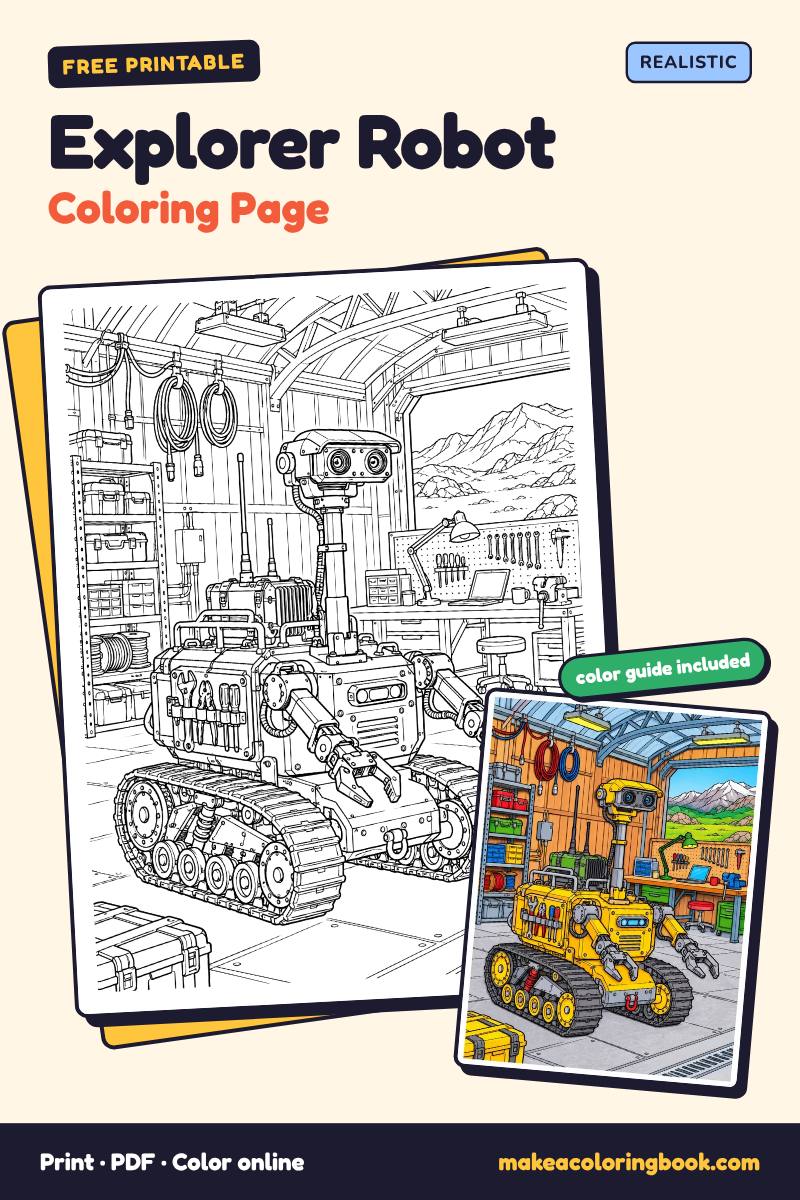 FREE PRINTABLE
REALISTIC
Explorer Robot
Coloring Page
color guide included
Print · PDF · Color online
makeacoloringbook.com